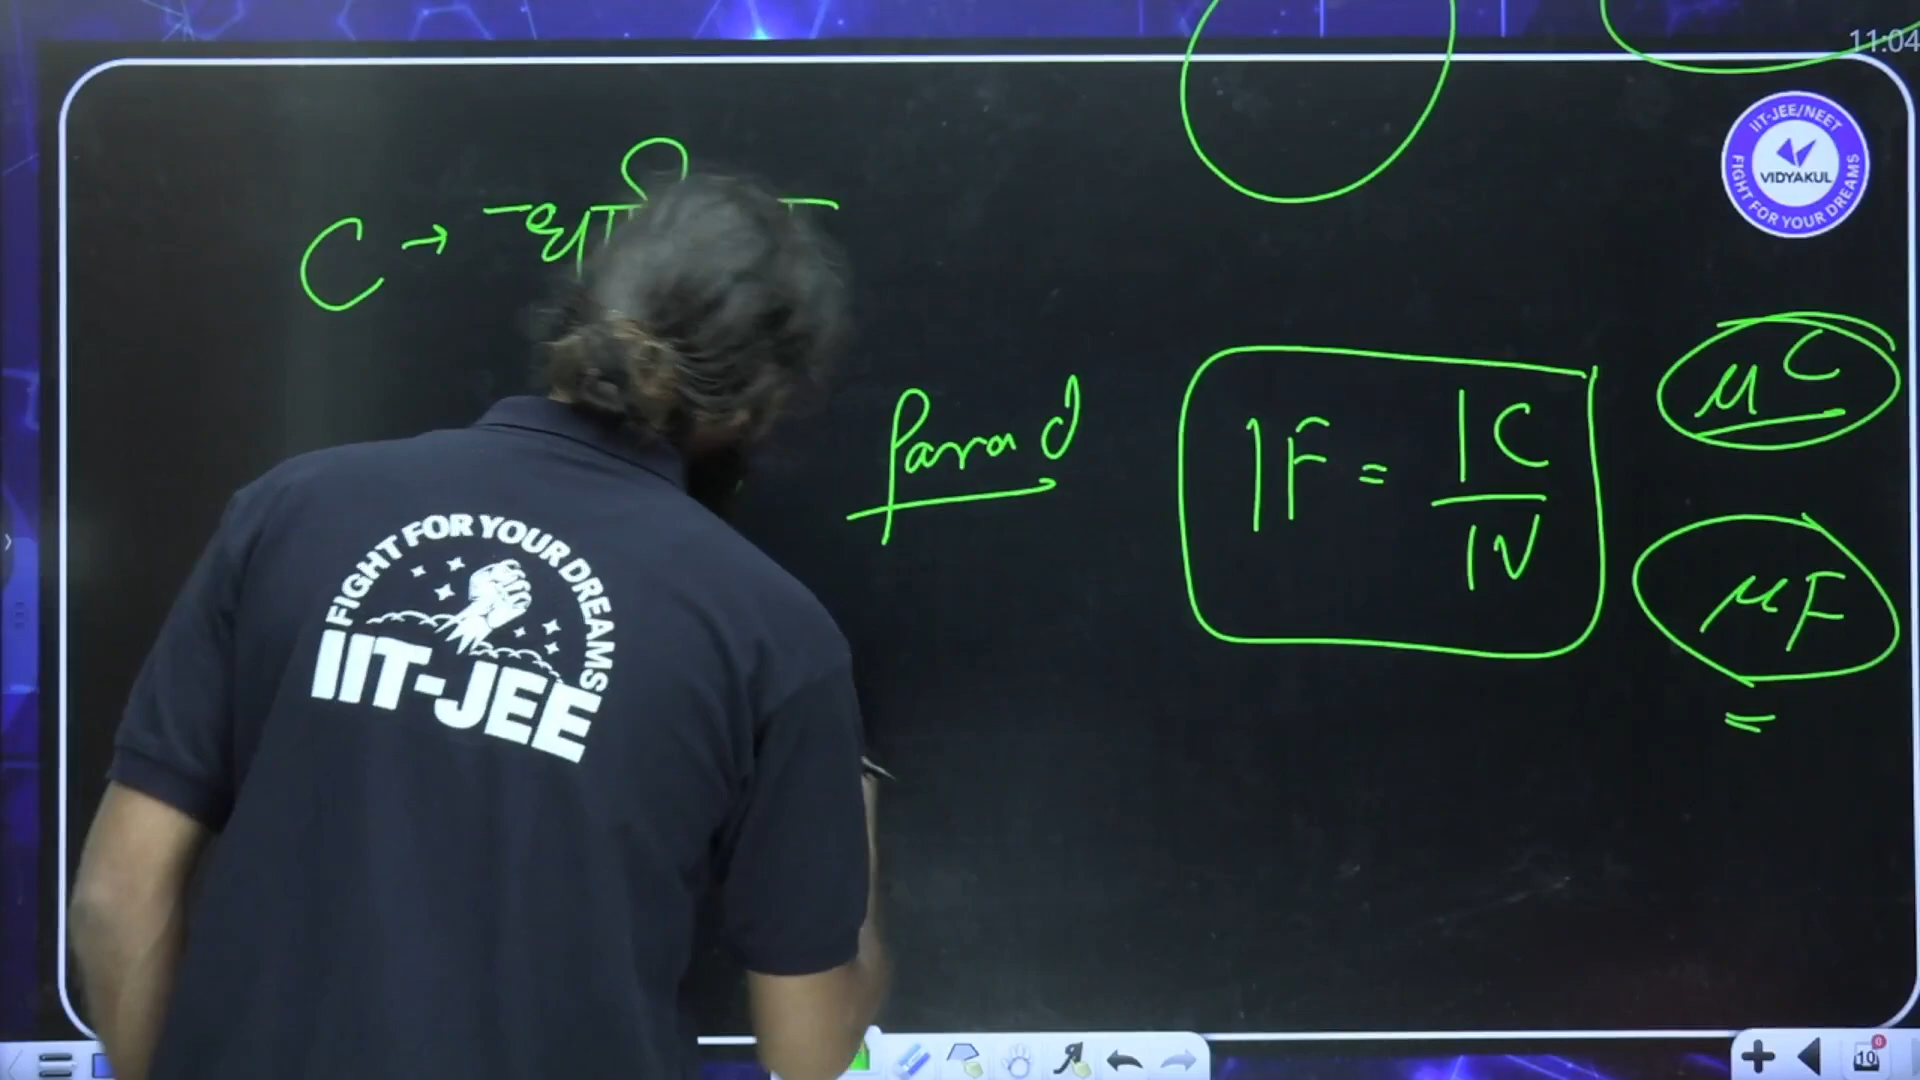 11:04
IIT-JEE/NEET
VIDYAKUL
FIGHT FOR YOUR DREAMS
C →
Farad
1F = 1C
1V
μC
μF
FIGHT FOR YOUR DREAMS
IIT-JEE
10